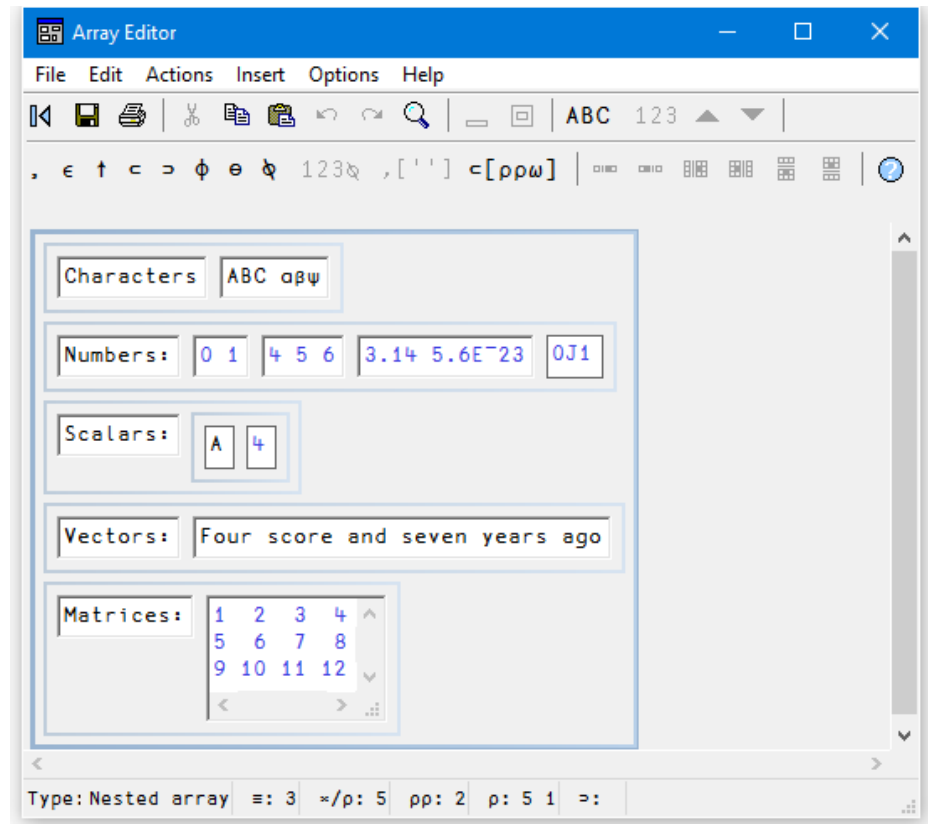 Array Editor
File Edit Actions Insert Options Help
ABC 123
, ϵ ↑ ⊂ ⊃ ⌽ ⊖ ⍉ 123⍉ ,[''] ⊂[⍴⍴ω]
Characters ABC αβψ
Numbers: 0 1 4 5 6 3.14 5.6E¯23 0J1
Scalars: A 4
Vectors: Four score and seven years ago
Matrices: 1 2 3 4
5 6 7 8
9 10 11 12
Type: Nested array ≡: 3 ×/⍴: 5 ⍴⍴: 2 ⍴: 5 1 ⊃: